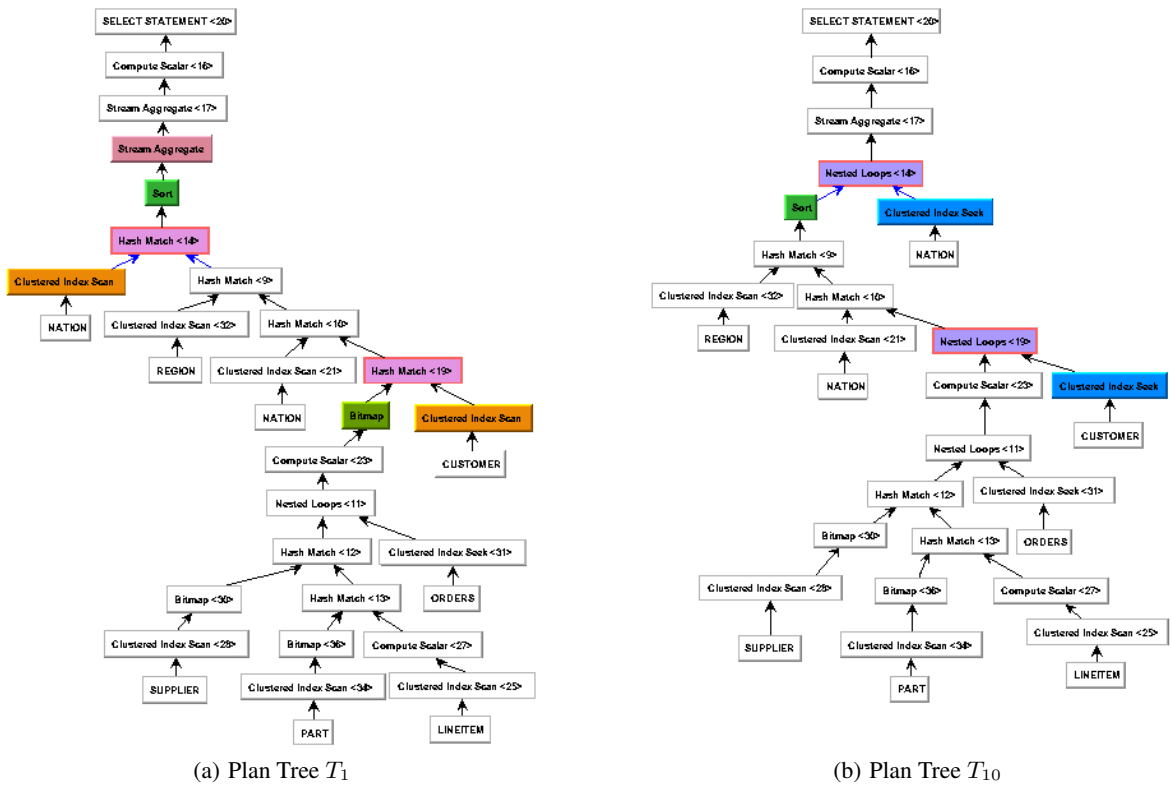 SELECT STATEMENT <20>
Compute Scalar <16>
Stream Aggregate <17>
Stream Aggregate
Sort
Hash Match <14>
Clustered Index Scan
Hash Match <9>
NATION
Clustered Index Scan <32>
Hash Match <10>
REGION
Clustered Index Scan <21>
Hash Match <19>
NATION
Bitmap
Clustered Index Scan
Compute Scalar <23>
CUSTOMER
Nested Loops <11>
Hash Match <12>
Clustered Index Seek <31>
Bitmap <30>
Hash Match <13>
ORDERS
Clustered Index Scan <28>
Bitmap <36>
Compute Scalar <27>
SUPPLIER
Clustered Index Scan <34>
Clustered Index Scan <25>
PART
LINEITEM
(a) Plan Tree T1
SELECT STATEMENT <20>
Compute Scalar <16>
Stream Aggregate <17>
Nested Loops <14>
Sort
Clustered Index Seek
Hash Match <9>
NATION
Clustered Index Scan <32>
Hash Match <10>
REGION
Clustered Index Scan <21>
Nested Loops <19>
NATION
Compute Scalar <23>
Clustered Index Seek
CUSTOMER
Nested Loops <11>
Hash Match <12>
Clustered Index Seek <31>
Bitmap <30>
Hash Match <13>
ORDERS
Clustered Index Scan <28>
Bitmap <36>
Compute Scalar <27>
SUPPLIER
Clustered Index Scan <34>
Clustered Index Scan <25>
PART
LINEITEM
(b) Plan Tree T10